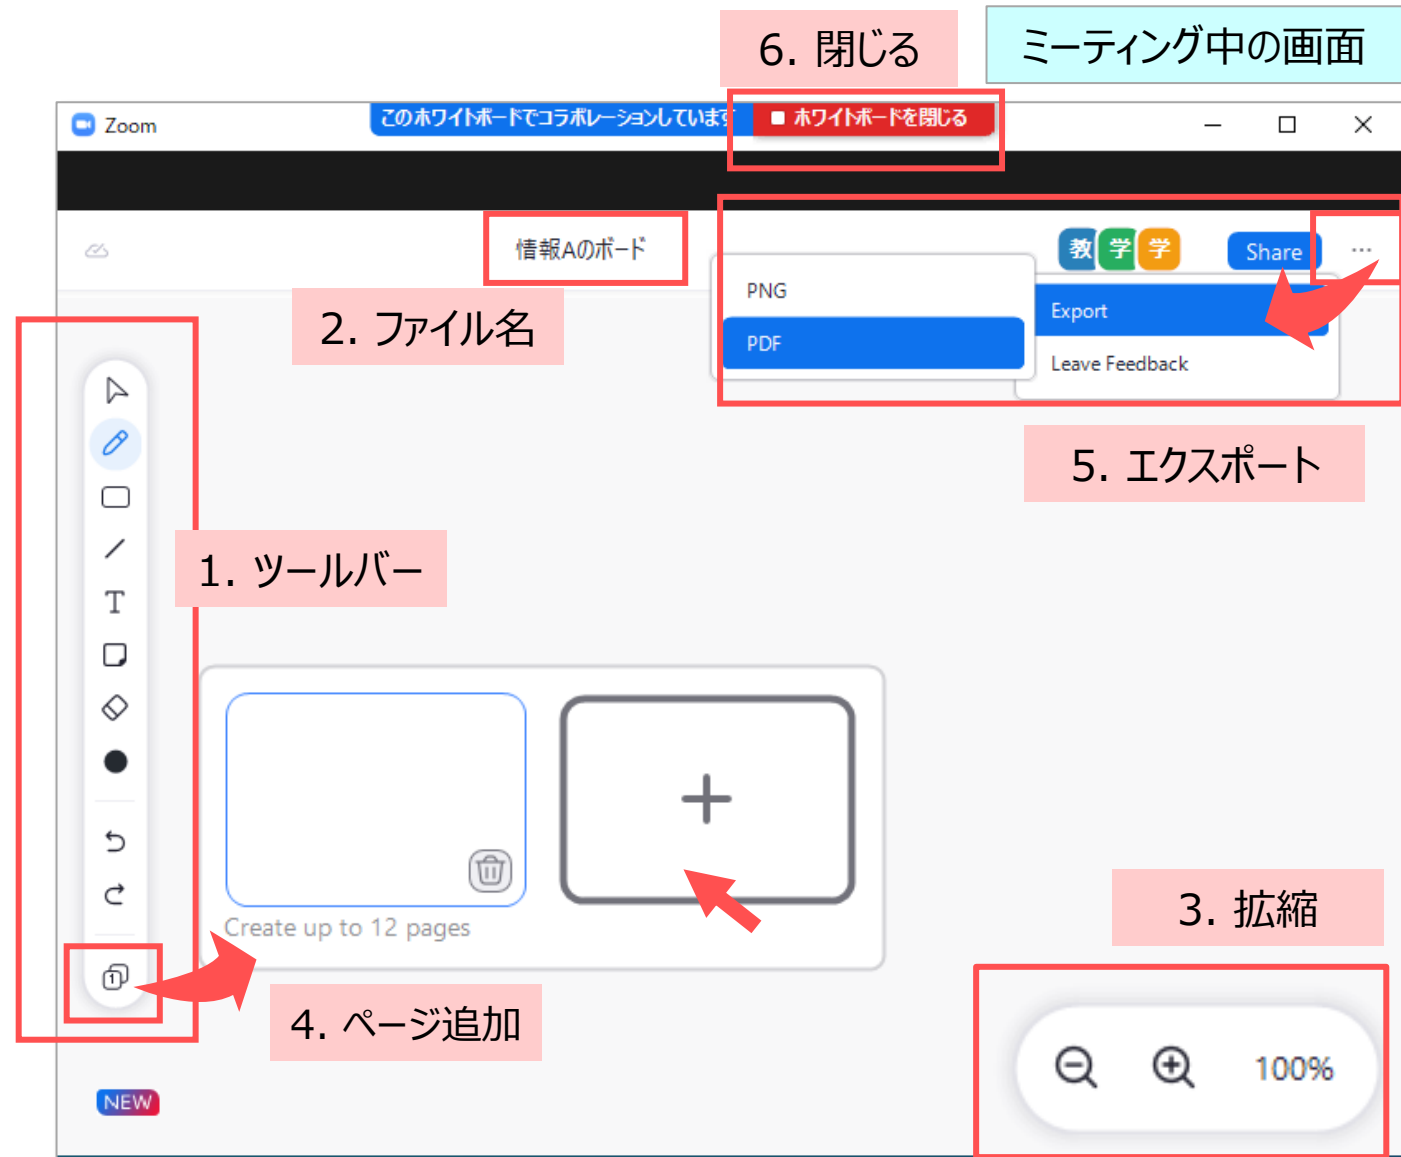 6. 閉じる
ミーティング中の画面
Zoom
このホワイトボードでコラボレーションしています
ホワイトボードを閉じる
情報Aのボード
教 学 学
Share
...
2. ファイル名
PNG
PDF
Export
Leave Feedback
5. エクスポート
1. ツールバー
T
Create up to 12 pages
1
4. ページ追加
3. 拡縮
100%
NEW